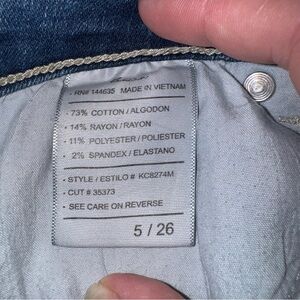 · RN# 144635 MADE IN VIETNAM
· 73% COTTON / ALGODON
· 14% RAYON / RAYON
· 11% POLYESTER / POLIESTER
· 2% SPANDEX / ELASTANO
· STYLE / ESTILO # KC8274M
· CUT # 35373
· SEE CARE ON REVERSE
5 / 26